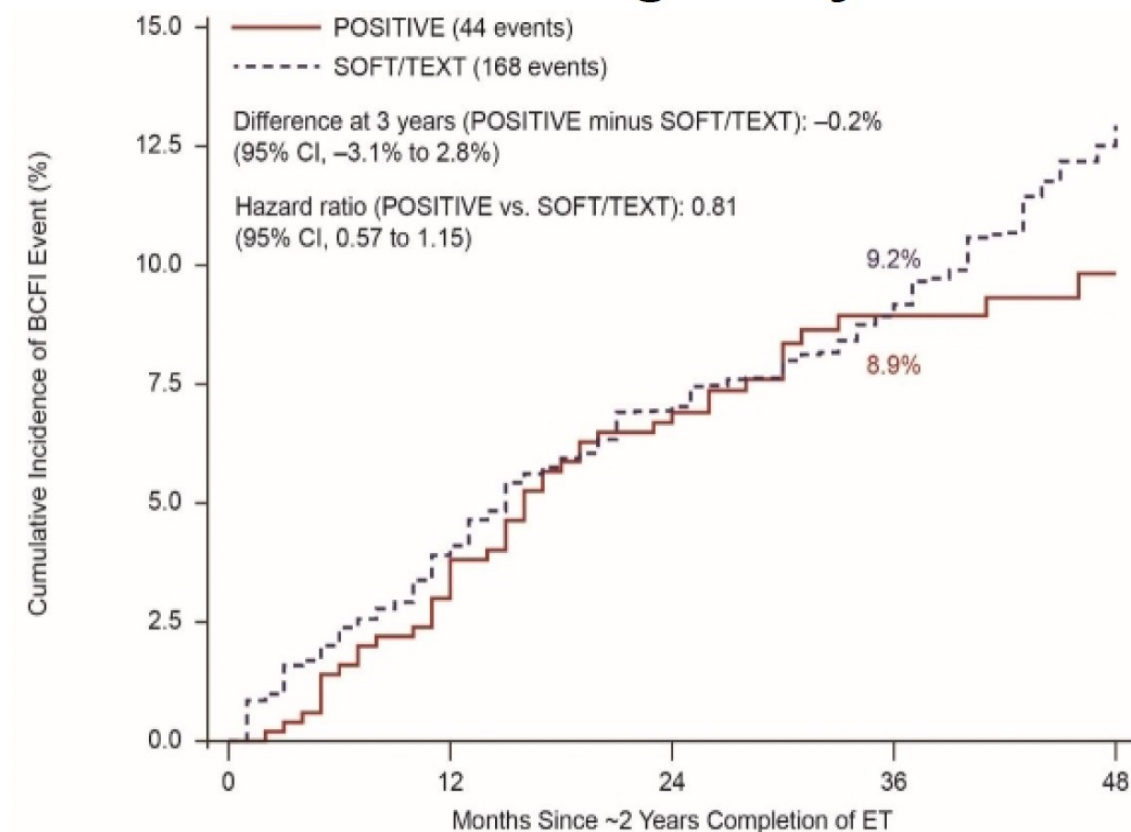 15.0
POSITIVE (44 events)
SOFT/TEXT (168 events)
Difference at 3 years (POSITIVE minus SOFT/TEXT): –0.2%
(95% CI, –3.1% to 2.8%)
12.5
Hazard ratio (POSITIVE vs. SOFT/TEXT): 0.81
(95% CI, 0.57 to 1.15)
10.0
9.2%
8.9%
7.5
5.0
2.5
0.0
Cumulative Incidence of BCFI Event (%)
0
12
24
36
48
Months Since ~2 Years Completion of ET